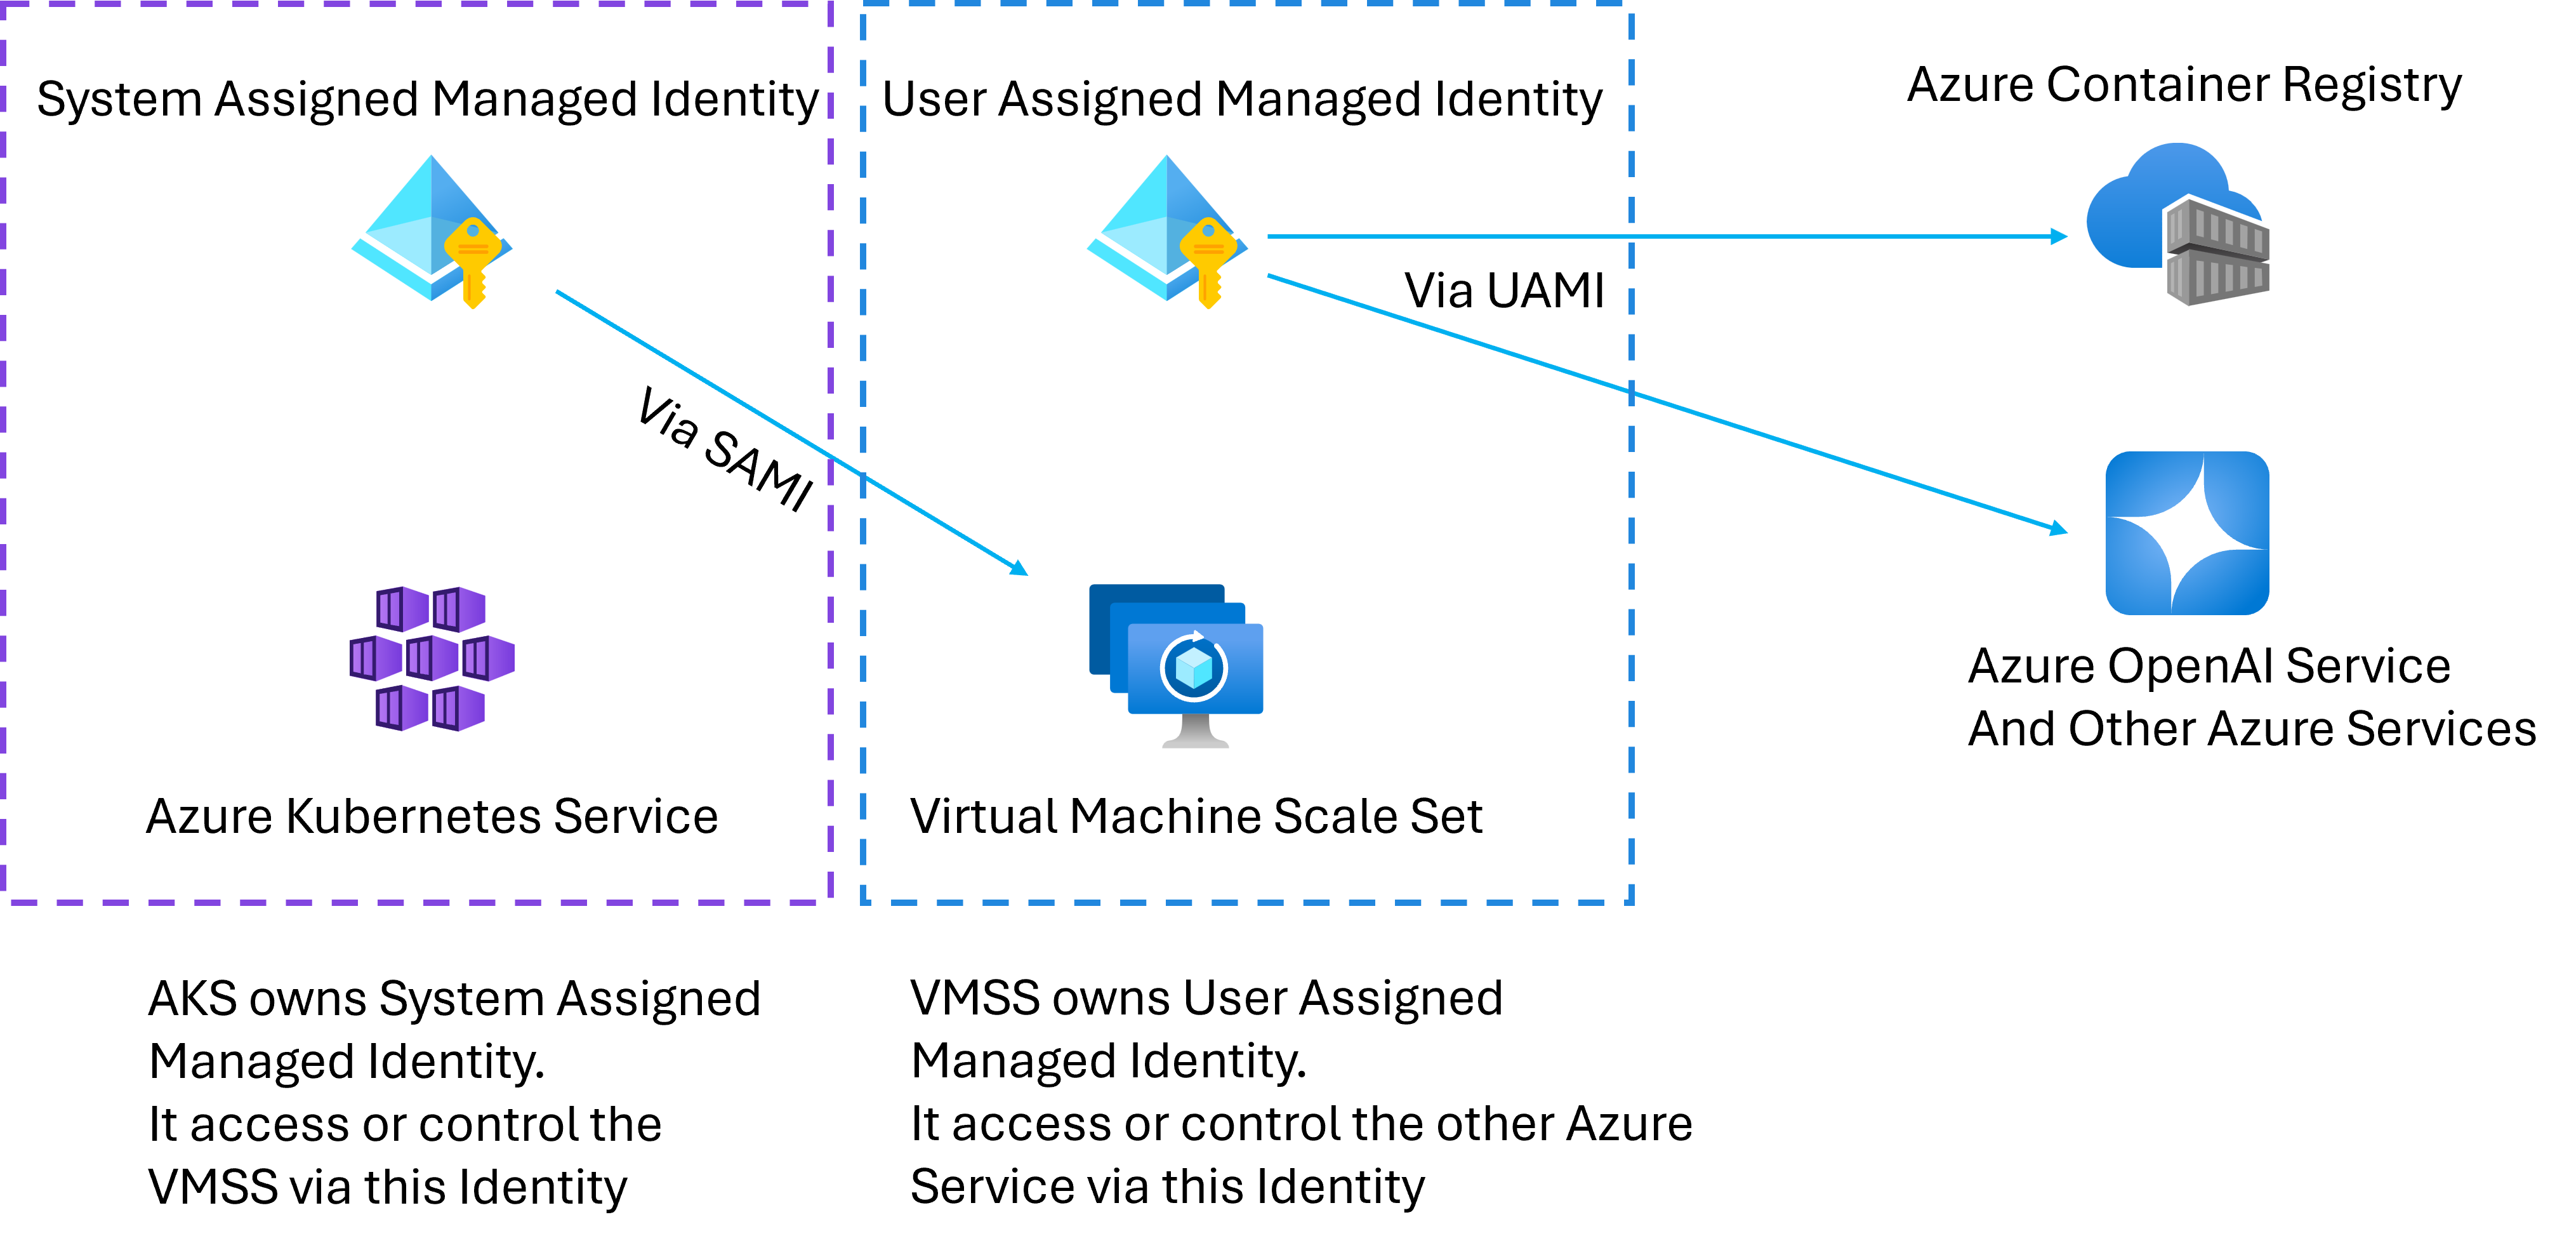 System Assigned Managed Identity
User Assigned Managed Identity
Azure Container Registry
Via UAMI
Via SAMI
Azure OpenAI Service
And Other Azure Services
Azure Kubernetes Service
Virtual Machine Scale Set
AKS owns System Assigned
Managed Identity.
It access or control the
VMSS via this Identity
VMSS owns User Assigned
Managed Identity.
It access or control the other Azure
Service via this Identity